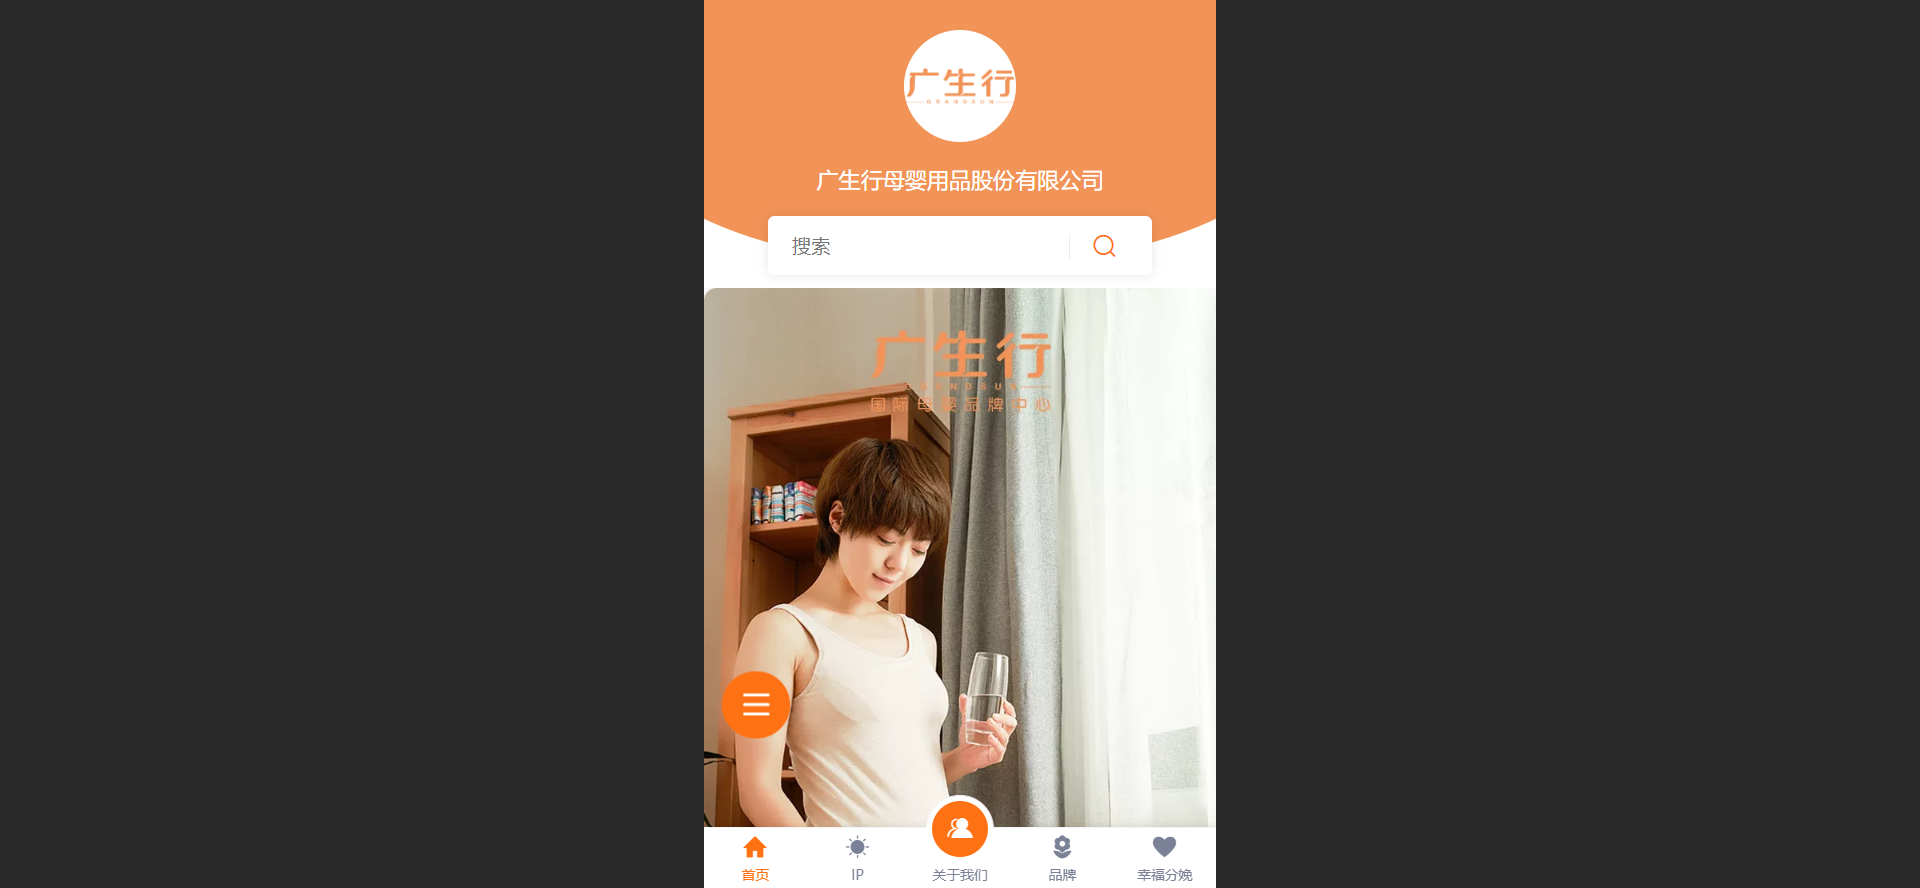 广生行
GRANDSUN
广生行母婴用品股份有限公司
搜索
广生行
GRANDSUN
国际母婴品牌中心
首页
IP
关于我们
品牌
幸福分娩